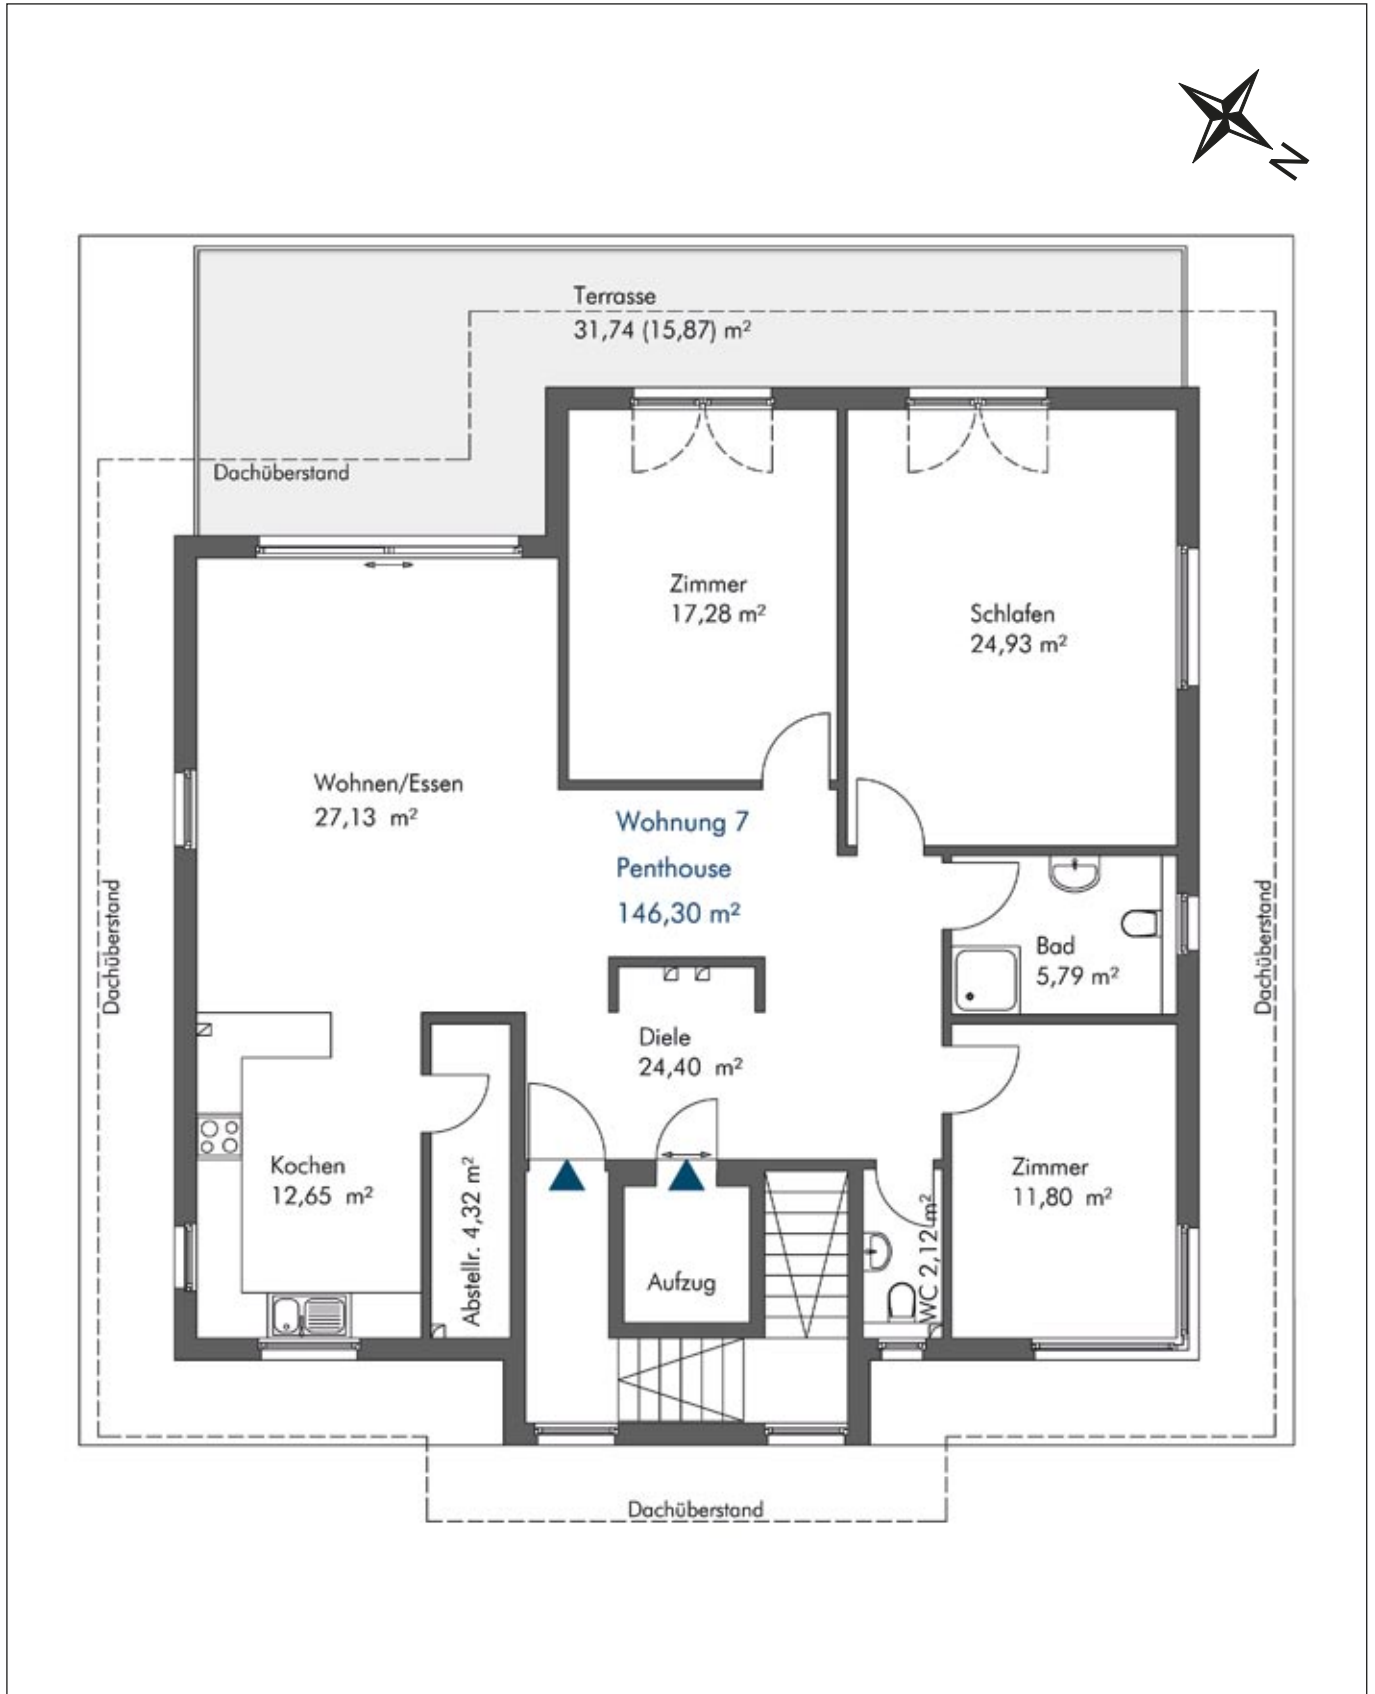 N
Terrasse
31,74 (15,87) m²
Dachüberstand
Zimmer
17,28 m²
Schlafen
24,93 m²
Wohnen/Essen
27,13 m²
Wohnung 7
Penthouse
146,30 m²
Dachüberstand
Dachüberstand
Bad
5,79 m²
Diele
24,40 m²
Kochen
12,65 m²
Abstellr. 4,32 m²
Zimmer
11,80 m²
WC 2,12 m²
Aufzug
Dachüberstand